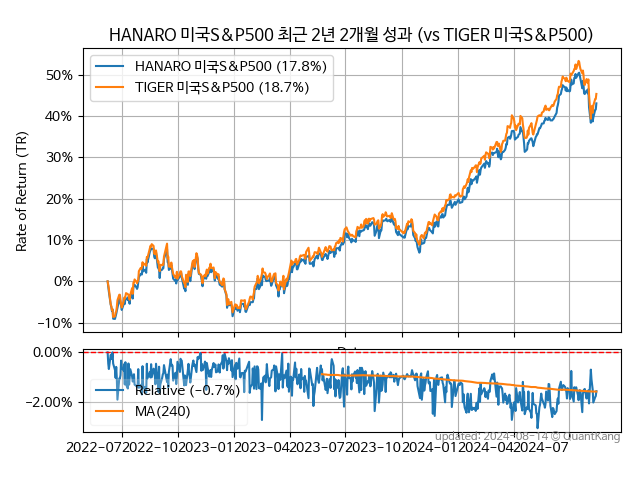 HANARO 미국S&P500 최근 2년 2개월 성과 (vs TIGER 미국S&P500)
HANARO 미국S&P500 (17.8%)
TIGER 미국S&P500 (18.7%)
Rate of Return (TR)
50%
40%
30%
20%
10%
0%
−10%
0.00%
−2.00%
Relative (−0.7%)
MA(240)
2022-07 2022-10 2023-01 2023-04 2023-07 2023-10 2024-01 2024-04 2024-07
updated: 2024-08-14 © QuantKang